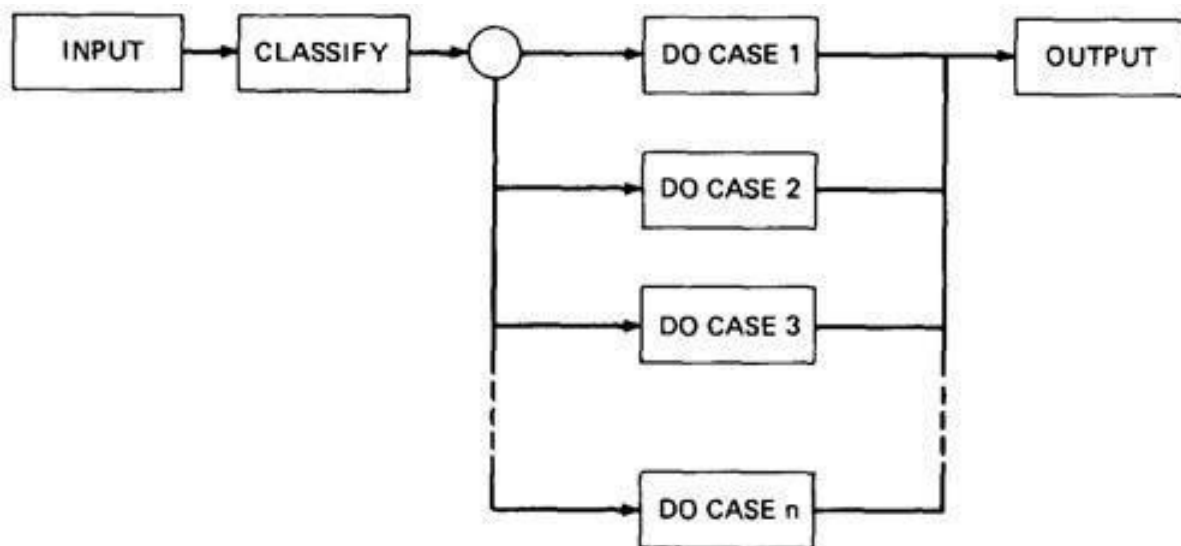 INPUT
CLASSIFY
DO CASE 1
OUTPUT
DO CASE 2
DO CASE 3
DO CASE n